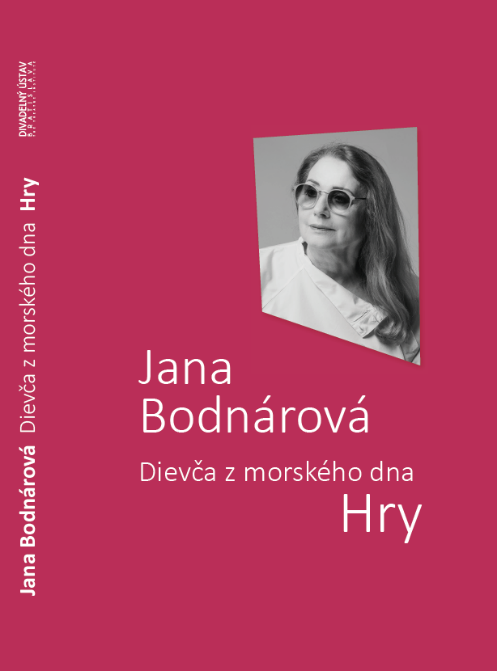 DIVADELNÝ ÚSTAV
BRATISLAVA
Jana Bodnárová Dievča z morského dna Hry
Jana
Bodnárová
Dievča z morského dna
Hry